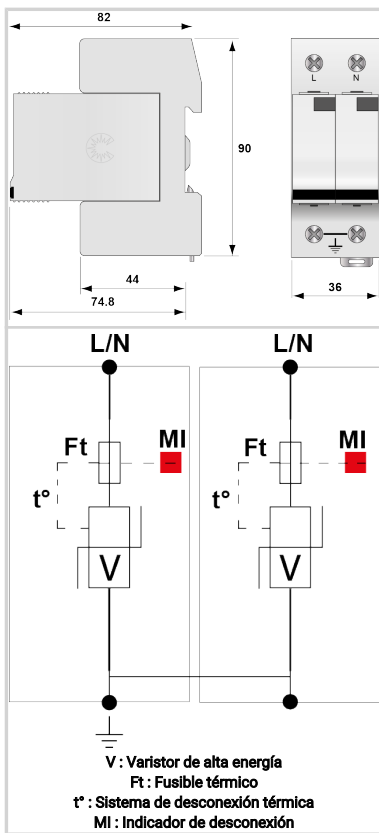 82
L N
90
44
74.8
36
L/N L/N
Ft MI Ft MI
t° t°
V V
V : Varistor de alta energía
Ft : Fusible térmico
t° : Sistema de desconexión térmica
MI : Indicador de desconexión